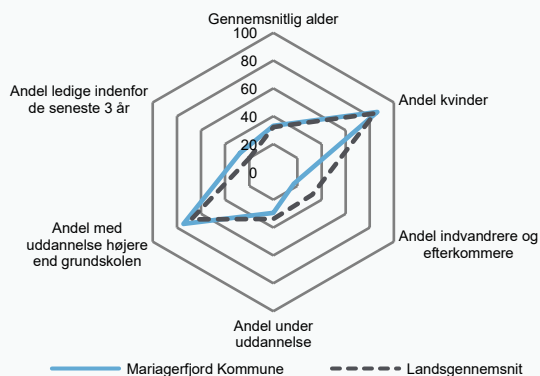 Gennemsnitlig alder
100
80
60
40
20
0
Andel kvinder
Andel indvandrere og
efterkommere
Andel under
uddannelse
Andel med
uddannelse højere
end grundskolen
Andel ledige indenfor
de seneste 3 år
Mariagerfjord Kommune
Landsgennemsnit